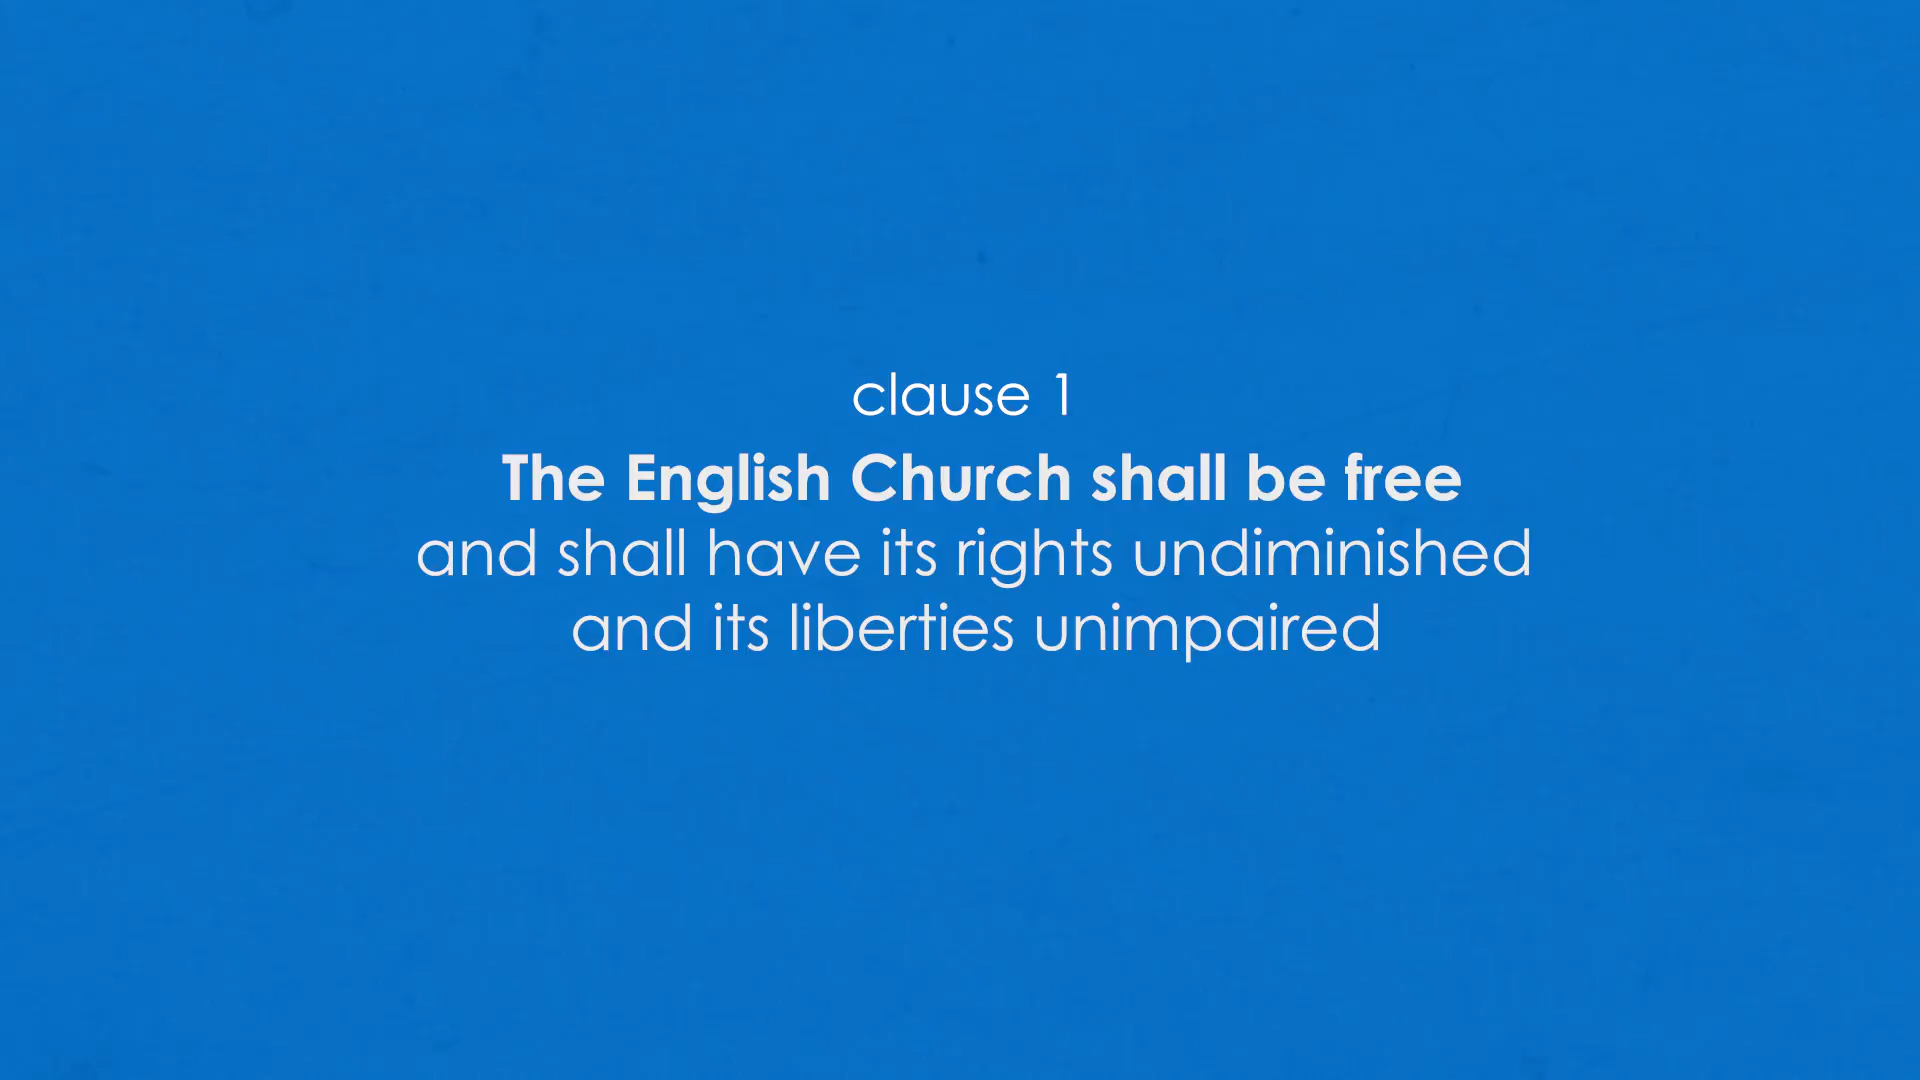 clause 1
The English Church shall be free
and shall have its rights undiminished
and its liberties unimpaired